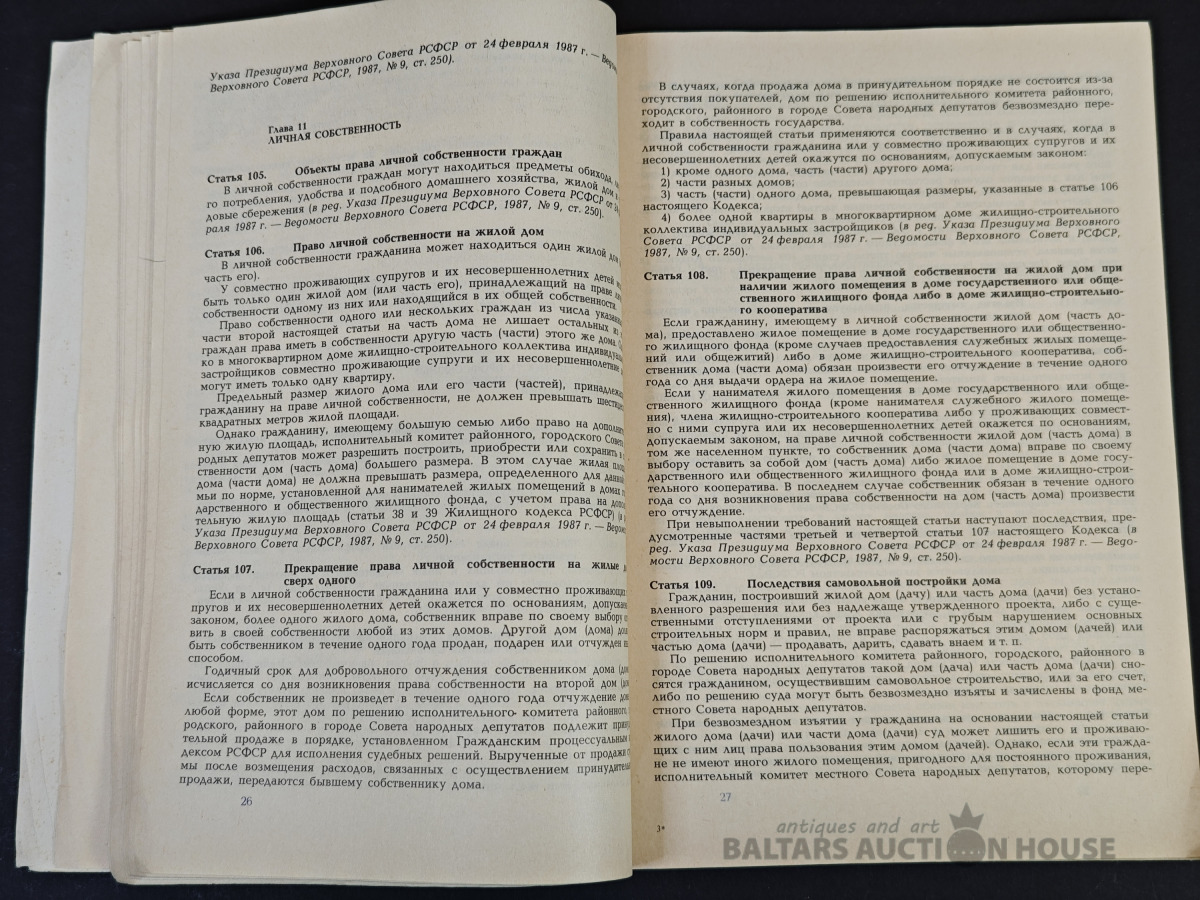 Указа Президиума Верховного Совета РСФСР от 24 февраля 1987 г. —
Верховного Совета РСФСР, 1987, № 9, ст. 250).
Глава 11
ЛИЧНАЯ СОБСТВЕННОСТЬ
Статья 105. Объекты права личной собственности граждан
В личной собственности граждан могут находиться предметы обихода,
го потребления, удобства и подсобного домашнего хозяйства, жилой дом и
довые сбережения (в ред. Указа Президиума Верховного Совета РСФСР от
раля 1987 г. — Ведомости Верховного Совета РСФСР, 1987, № 9, ст. 250).
Статья 106. Право личной собственности на жилой дом
В личной собственности гражданина может находиться один жилой дом
часть его).
У совместно проживающих супругов и их несовершеннолетних детей
быть только один жилой дом (или часть его), принадлежащий на праве
собственности одному из них или находящийся в их общей собственности.
Право собственности одного или нескольких граждан из числа
части второй настоящей статьи на часть дома не лишает остальных из
граждан права иметь в собственности другую часть (части) этого же дома.
ко в многоквартирном доме жилищно-строительного коллектива
застройщиков совместно проживающие супруги и их несовершеннолетние
могут иметь только одну квартиру.
Предельный размер жилого дома или его части (частей),
гражданину на праве личной собственности, не должен превышать
квадратных метров жилой площади.
Однако гражданину, имеющему большую семью либо право на
ную жилую площадь, исполнительный комитет районного, городского
родных депутатов может разрешить построить, приобрести или сохранить в
ственности дом (часть дома) большего размера. В этом случае жилая
дома (части дома) не должна превышать размера, определенного для данной
мьи по норме, установленной для нанимателей жилых помещений в домах
дарственного и общественного жилищного фонда, с учетом права на
тельную жилую площадь (статьи 38 и 39 Жилищного кодекса РСФСР)
Указа Президиума Верховного Совета РСФСР от 24 февраля 1987 г. —
Верховного Совета РСФСР, 1987, № 9, ст. 250).
Статья 107. Прекращение права личной собственности на жилые
сверх одного
Если в личной собственности гражданина или у совместно проживающих
пругов и их несовершеннолетних детей окажется по основаниям,
законом, более одного жилого дома, собственник вправе по своему выбору
вить в своей собственности любой из этих домов. Другой дом (дома)
быть собственником в течение одного года продан, подарен или отчужден
способом.
Годичный срок для добровольного отчуждения собственником дома
исчисляется со дня возникновения права собственности на второй дом
Если собственник не произведет в течение одного года отчуждение
любой форме, этот дом по решению исполнительного комитета районного,
родского, районного в городе Совета народных депутатов подлежит
тельной продаже в порядке, установленном Гражданским процессуальным
дексом РСФСР для исполнения судебных решений. Вырученные от продажи
мы после возмещения расходов, связанных с осуществлением
продажи, передаются бывшему собственнику дома.
26
В случаях, когда продажа дома в принудительном порядке не состоится из-за
отсутствия покупателей, дом по решению исполнительного комитета районного,
городского, районного в городе Совета народных депутатов безвозмездно пере-
ходит в собственность государства.
Правила настоящей статьи применяются соответственно и в случаях, когда в
личной собственности гражданина или у совместно проживающих супругов и их
несовершеннолетних детей окажутся по основаниям, допускаемым законом:
1) кроме одного дома, часть (части) другого дома;
2) части разных домов;
3) часть (части) одного дома, превышающая размеры, указанные в статье 106
настоящего Кодекса;
4) более одной квартиры в многоквартирном доме жилищно-строительного
коллектива индивидуальных застройщиков (в ред. Указа Президиума Верховного
Совета РСФСР от 24 февраля 1987 г. — Ведомости Верховного Совета РСФСР,
1987, № 9, ст. 250).
Статья 108. Прекращение права личной собственности на жилой дом при
наличии жилого помещения в доме государственного или обще-
ственного жилищного фонда либо в доме жилищно-строительно-
го кооператива
Если гражданину, имеющему в личной собственности жилой дом (часть до-
ма), предоставлено жилое помещение в доме государственного или общественно-
го жилищного фонда (кроме случаев предоставления служебных жилых помеще-
ний или общежитий) либо в доме жилищно-строительного кооператива, соб-
ственник дома (части дома) обязан произвести его отчуждение в течение одного
года со дня выдачи ордера на жилое помещение.
Если у нанимателя жилого помещения в доме государственного или обще-
ственного жилищного фонда (кроме нанимателя служебного жилого помеще-
ния), члена жилищно-строительного кооператива либо у проживающих совмест-
но с ними супруга или их несовершеннолетних детей окажется по основаниям,
допускаемым законом, на праве личной собственности жилой дом (часть дома) в
том же населенном пункте, то собственник дома (части дома) вправе по своему
выбору оставить за собой дом (часть дома) либо жилое помещение в доме госу-
дарственного или общественного жилищного фонда или в доме жилищно-строи-
тельного кооператива. В последнем случае собственник обязан в течение одного
года со дня возникновения права собственности на дом (часть дома) произвести
его отчуждение.
При невыполнении требований настоящей статьи наступают последствия, пре-
дусмотренные частями третьей и четвертой статьи 107 настоящего Кодекса (в
ред. Указа Президиума Верховного Совета РСФСР от 24 февраля 1987 г. — Ведо-
мости Верховного Совета РСФСР, 1987, № 9, ст. 250).
Статья 109. Последствия самовольной постройки дома
Гражданин, построивший жилой дом (дачу) или часть дома (дачи) без устано-
вленного разрешения или без надлежаще утвержденного проекта, либо с суще-
ственными отступлениями от проекта или с грубым нарушением основных
строительных норм и правил, не вправе распоряжаться этим домом (дачей) или
частью дома (дачи) — продавать, дарить, сдавать внаем и т. п.
По решению исполнительного комитета районного, городского, районного в
городе Совета народных депутатов такой дом (дача) или часть дома (дачи) сно-
сятся гражданином, осуществившим самовольное строительство, или за его счет,
либо по решению суда могут быть безвозмездно изъяты и зачислены в фонд ме-
стного Совета народных депутатов.
При безвозмездном изъятии у гражданина на основании настоящей статьи
жилого дома (дачи) или части дома (дачи) суд может лишить его и проживаю-
щих с ним лиц права пользования этим домом (дачей). Однако, если эти гражда-
не не имеют иного жилого помещения, пригодного для постоянного проживания,
исполнительный комитет местного Совета народных депутатов, которому пере-
27
3*
antiques and art
BALTARS AUCTION HOUSE